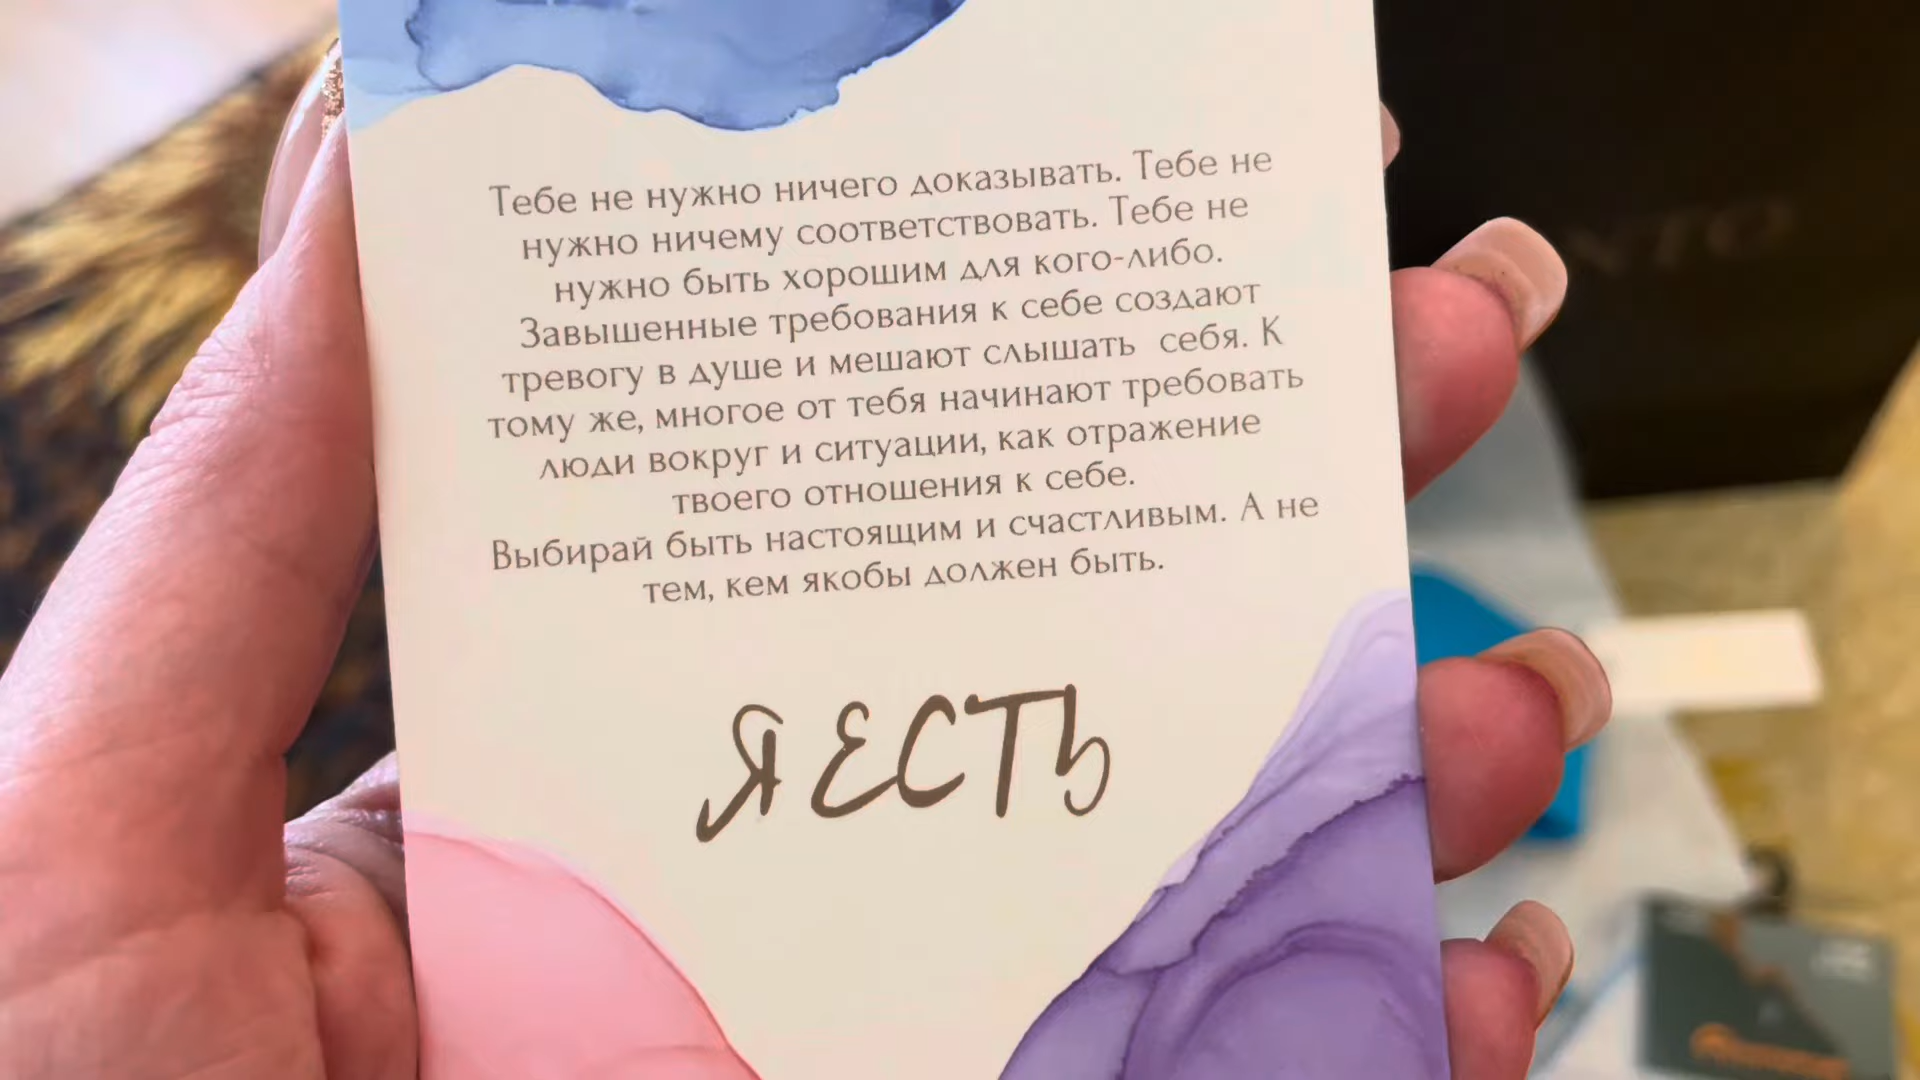 Тебе не нужно ничего доказывать. Тебе не
нужно ничему соответствовать. Тебе не
нужно быть хорошим для кого-либо.
Завышенные требования к себе создают
тревогу в душе и мешают слышать себя. К
тому же, многое от тебя начинают требовать
люди вокруг и ситуации, как отражение
твоего отношения к себе.
Выбирай быть настоящим и счастливым. А не
тем, кем якобы должен быть.
Я ЕСТЬ